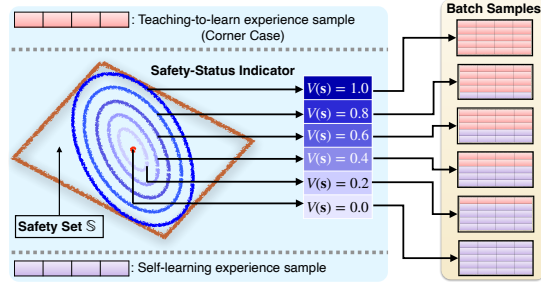 : Teaching-to-learn experience sample
(Corner Case)
Batch Samples
Safety-Status Indicator
V(s) = 1.0
V(s) = 0.8
V(s) = 0.6
V(s) = 0.4
V(s) = 0.2
V(s) = 0.0
Safety Set 𝕊
: Self-learning experience sample